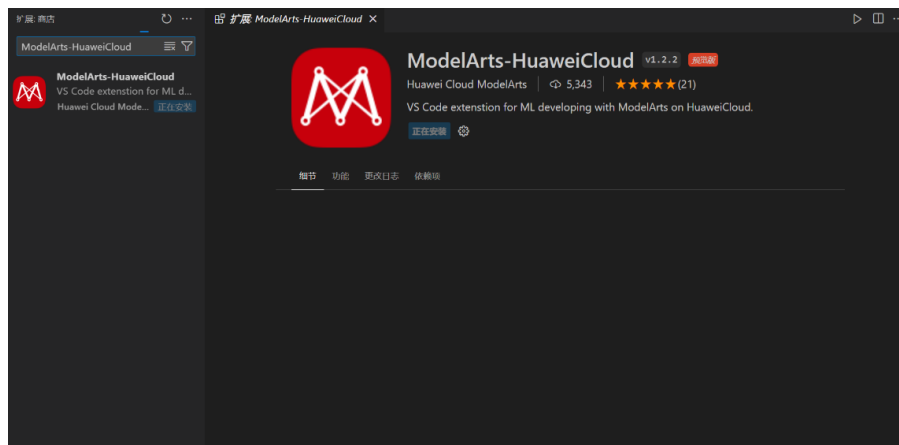 扩展: 商店
ModelArts-HuaweiCloud
ModelArts-HuaweiCloud
VS Code extenstion for ML d...
Huawei Cloud Mode... 正在安装
扩展: ModelArts-HuaweiCloud
ModelArts-HuaweiCloud v1.2.2 预览版
Huawei Cloud ModelArts 5,343 (21)
VS Code extenstion for ML developing with ModelArts on HuaweiCloud.
正在安装
细节 功能 更改日志 依赖项